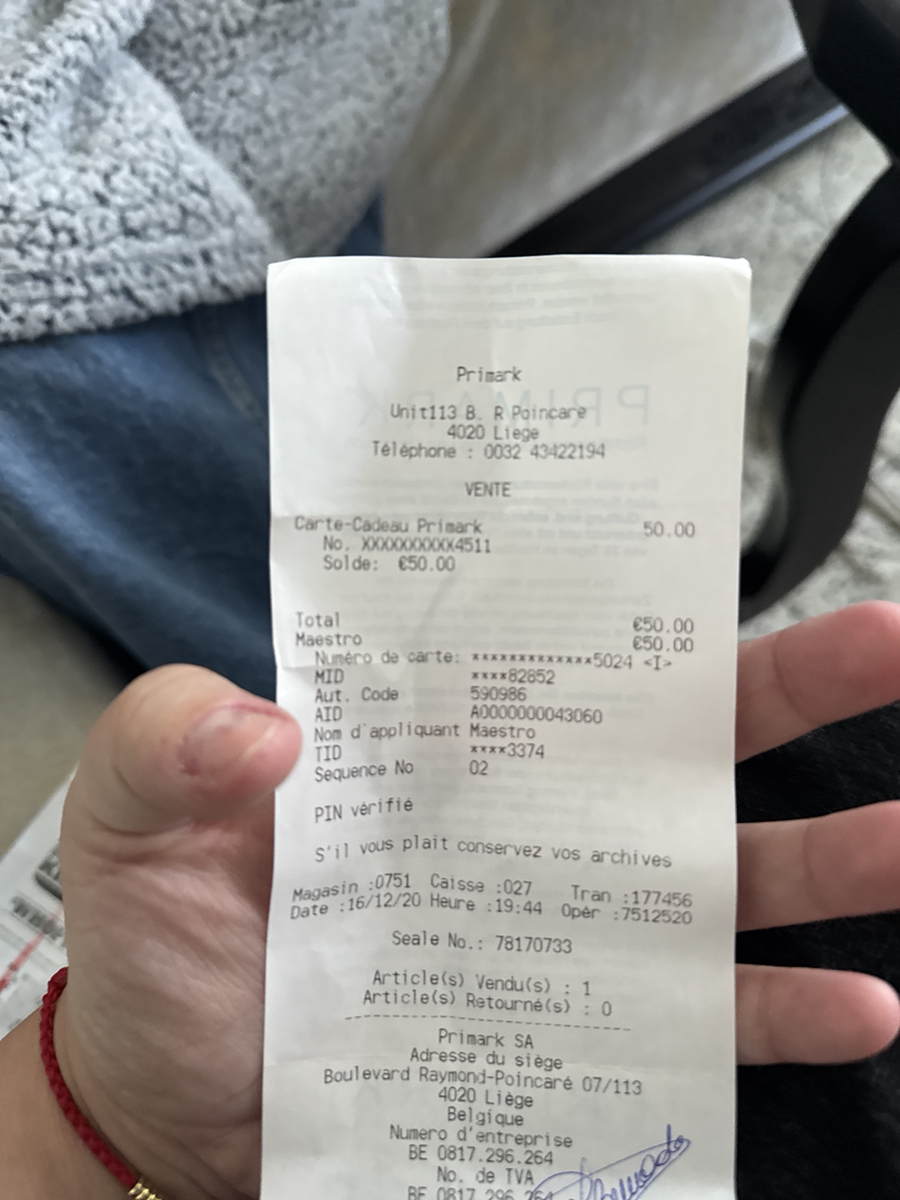 Primark
PRIMARK
Unit113 B. R Poincare
4020 Liege
Téléphone : 0032 43422194
VENTE
Carte-Cadeau Primark 50.00
No. XXXXXXXXXX4511
Solde: €50.00
Total €50.00
Maestro €50.00
Numéro de carte: *************5024 <I>
MID ****82852
Aut. Code 590986
AID A0000000043060
Nom d'appliquant Maestro
TID ****3374
Sequence No 02
PIN vérifié
S'il vous plait conservez vos archives
Magasin :0751 Caisse :027 Tran :177456
Date :16/12/20 Heure :19:44 Opér :7512520
Seale No.: 78170733
Article(s) Vendu(s) : 1
Article(s) Retourné(s) : 0
--------------------------------
Primark SA
Adresse du siège
Boulevard Raymond-Poincaré 07/113
4020 Liège
Belgique
Numero d'entreprise
BE 0817.296.264
No. de TVA
BE 0817.296.264